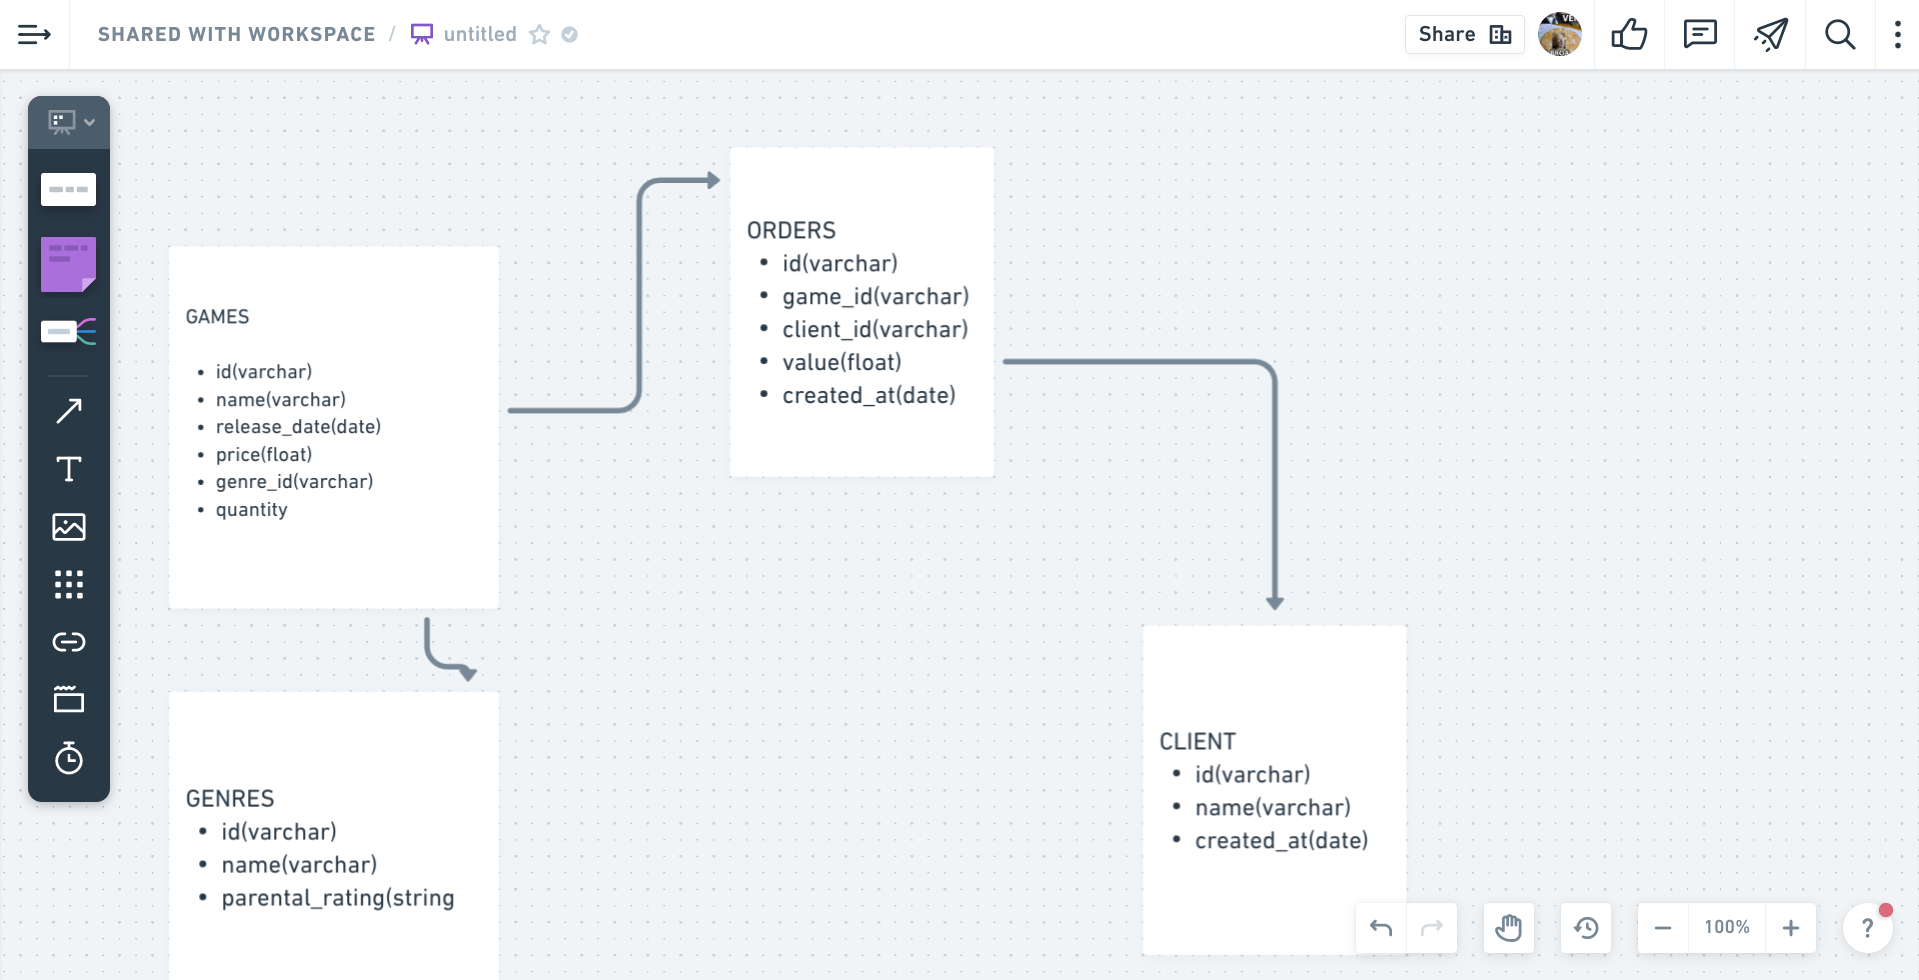 SHARED WITH WORKSPACE / untitled
Share
GAMES
• id(varchar)
• name(varchar)
• release_date(date)
• price(float)
• genre_id(varchar)
• quantity
ORDERS
• id(varchar)
• game_id(varchar)
• client_id(varchar)
• value(float)
• created_at(date)
GENRES
• id(varchar)
• name(varchar)
• parental_rating(string
CLIENT
• id(varchar)
• name(varchar)
• created_at(date)
100%
?